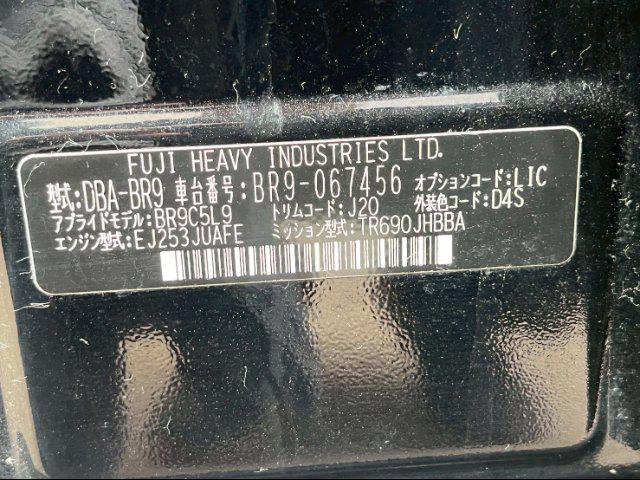 FUJI HEAVY INDUSTRIES LTD.
型式:DBA-BR9 車台番号:BR9-067456 オプションコード:LIC
アプライドモデル:BR9C5L9 トリムコード:J20 外装色コード:D4S
エンジン型式:EJ253JUAFE ミッション型式:TR690JHBBA